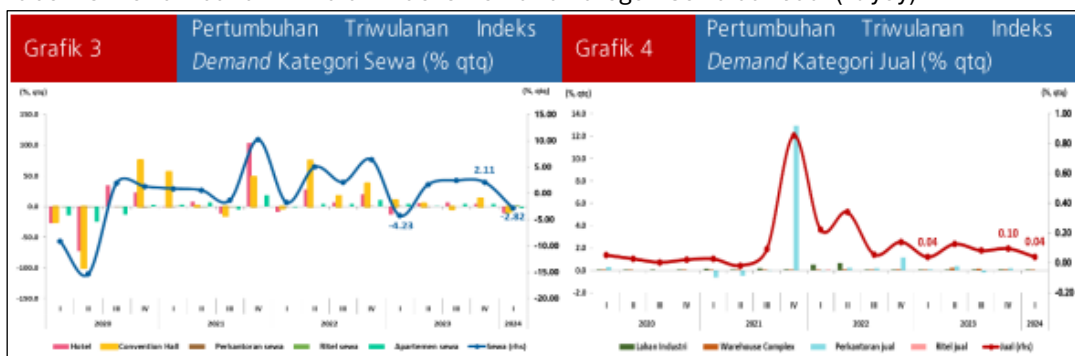 Grafik 3
Pertumbuhan Triwulanan Indeks
Demand Kategori Sewa (% qtq)
Grafik 4
Pertumbuhan Triwulanan Indeks
Demand Kategori Jual (% qtq)
(%, qtq) (%, qtq)
150.0 15.00
100.0 10.00
50.0 5.00
0.0 0.00
-50.0 -5.00
-100.0 -10.00
-150.0 -15.00
-20.00
2.11
-4.23
-2.82
I II III IV I II III IV I II III IV I II III IV I
2020 2021 2022 2023 2024
Hotel Convention Hall Perkantoran sewa Ritel sewa Apartemen sewa Sewa (rhs)
(%, qtq) (%, qtq)
14.0 1.00
12.0 0.80
10.0
8.0 0.60
6.0 0.40
4.0
2.0 0.20
0.0 0.00
-2.0 -0.20
0.04
0.10
0.04
I II III IV I II III IV I II III IV I II III IV I
2020 2021 2022 2023 2024
Lahan Industri Warehouse Complex Perkantoran jual Ritel jual Jual (rhs)